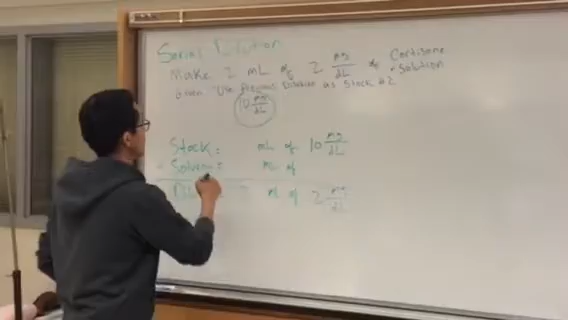 Serial Dilution
Make 2 mL of 2 mg/dL of Cortisone solution
Given "Use previous solution as Stock #2
10 mg/dL
Stock: mL of 10 mg/dL
+ Solvent: mL of
mL of 2 mg/dL